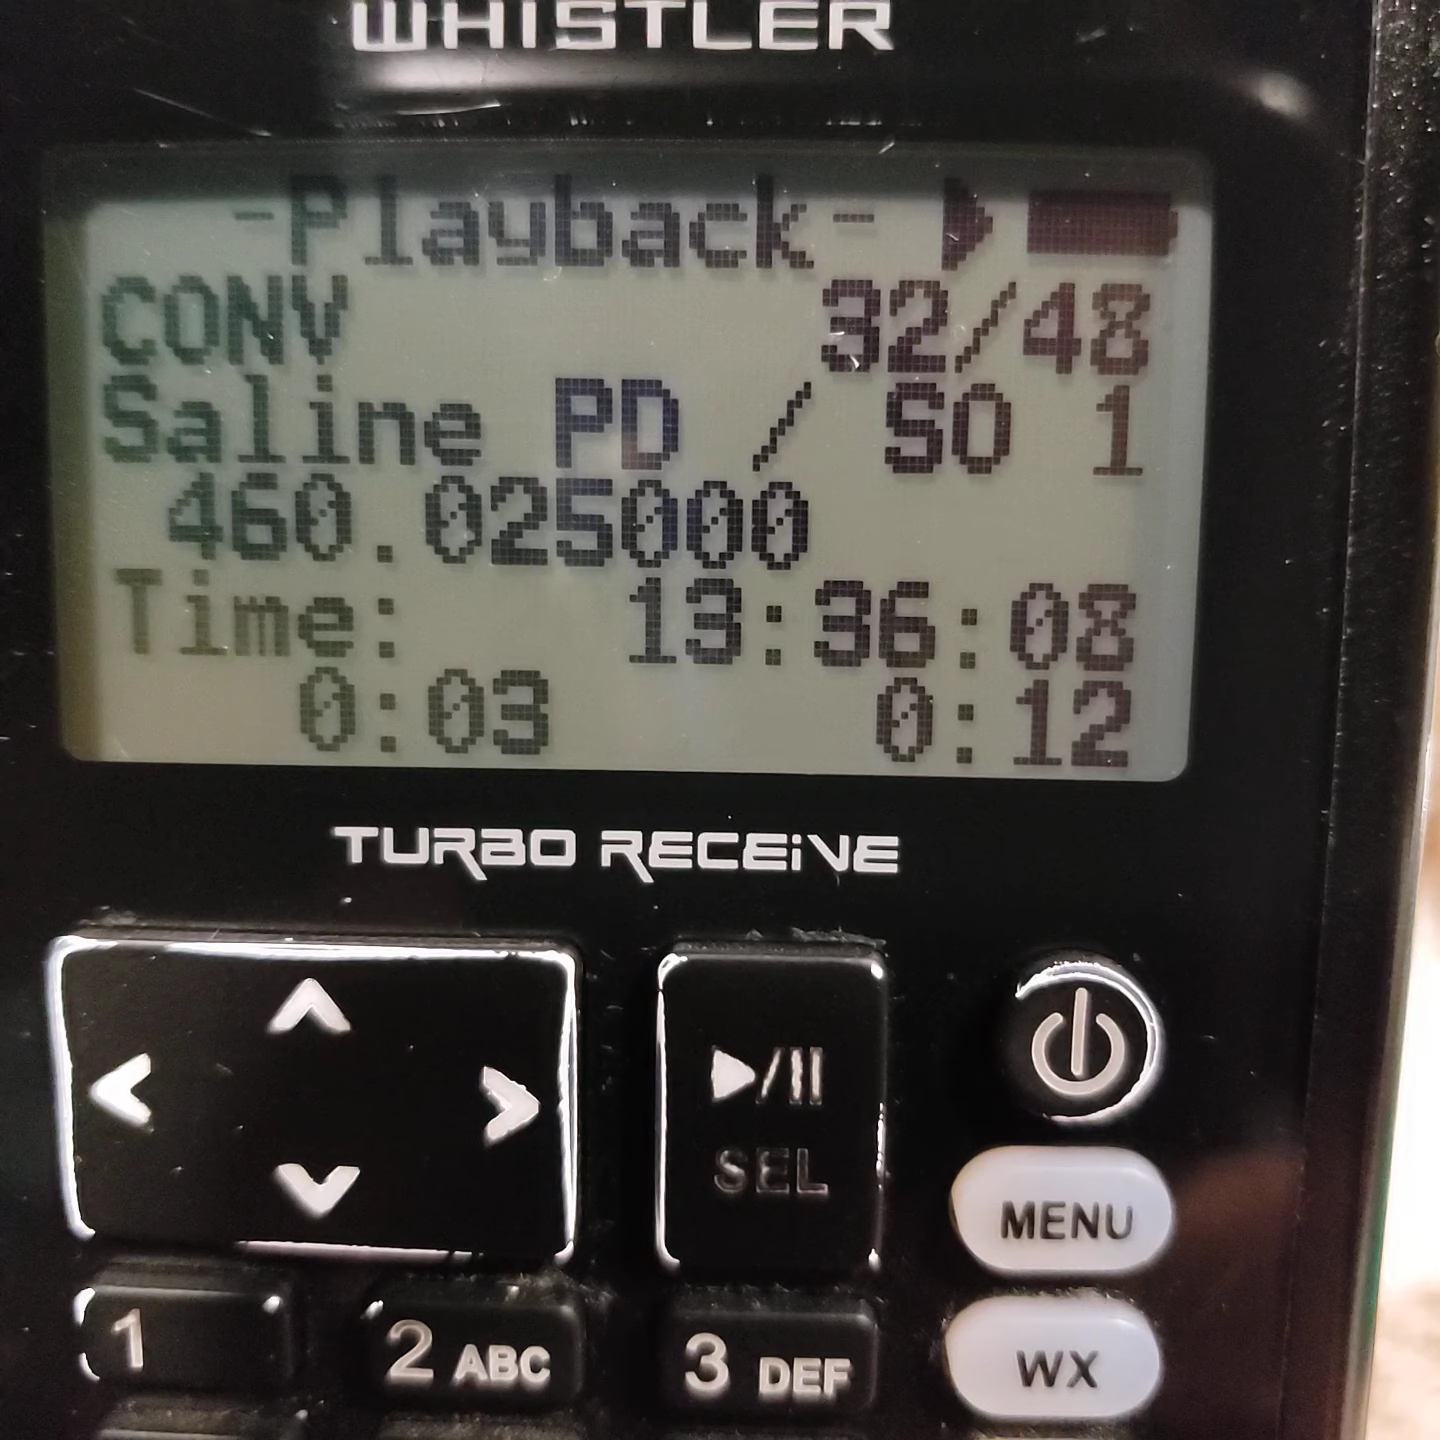 WHISTLER
-Playback-
CONV 32/48
Saline PD / SO 1
460.025000
Time: 13:36:08
0:03 0:12
TURBO RECEIVE
SEL
MENU
1 2 ABC 3 DEF WX